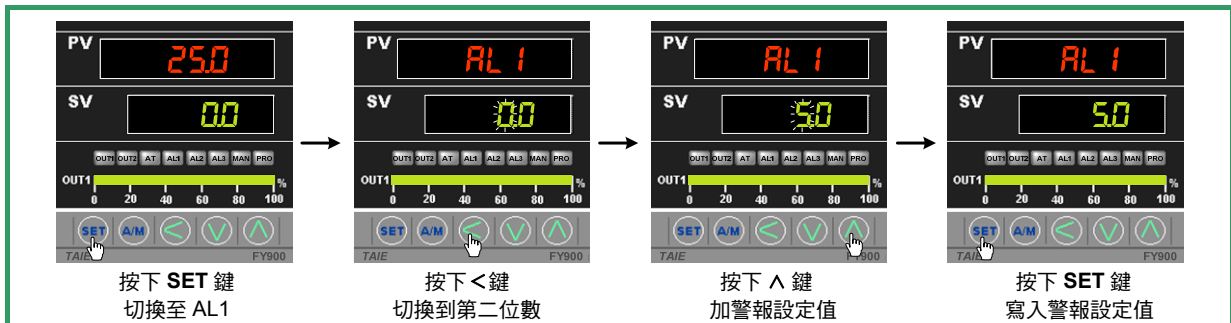 PV 25.0
SV 0.0
OUT1 OUT2 AT AL1 AL2 AL3 MAN PRO
OUT1 %
0 20 40 60 80 100
SET A/M < ∨ ∧
TAIE FY900
按下 SET 鍵
切換至 AL1
PV AL1
SV 0.0
OUT1 OUT2 AT AL1 AL2 AL3 MAN PRO
OUT1 %
0 20 40 60 80 100
SET A/M < ∨ ∧
TAIE FY900
按下 < 鍵
切換到第二位數
PV AL1
SV 5.0
OUT1 OUT2 AT AL1 AL2 AL3 MAN PRO
OUT1 %
0 20 40 60 80 100
SET A/M < ∨ ∧
TAIE FY900
按下 ∧ 鍵
加警報設定值
PV AL1
SV 5.0
OUT1 OUT2 AT AL1 AL2 AL3 MAN PRO
OUT1 %
0 20 40 60 80 100
SET A/M < ∨ ∧
TAIE FY900
按下 SET 鍵
寫入警報設定值